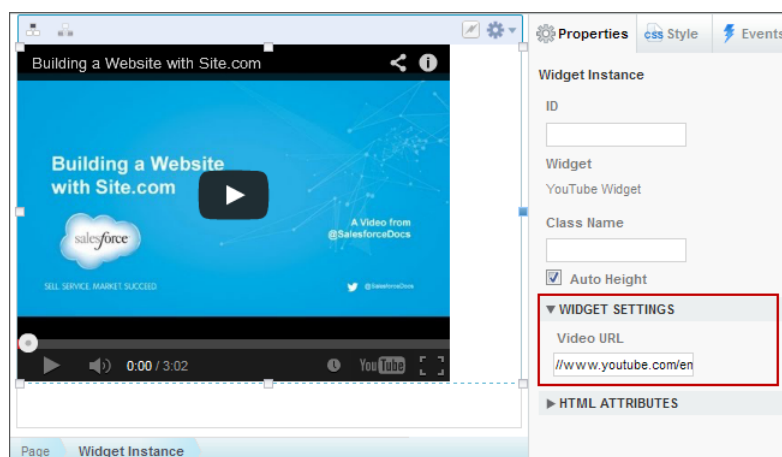 Building a Website with Site.com
Building a Website
with Site.com
salesforce
A Video from
@SalesforceDocs
SELL. SERVICE. MARKET. SUCCEED.
@SalesforceDocs
0:00 / 3:02
YouTube
Page
Widget Instance
Properties
css Style
Events
Widget Instance
ID
Widget
YouTube Widget
Class Name
Auto Height
WIDGET SETTINGS
Video URL
//www.youtube.com/en
HTML ATTRIBUTES